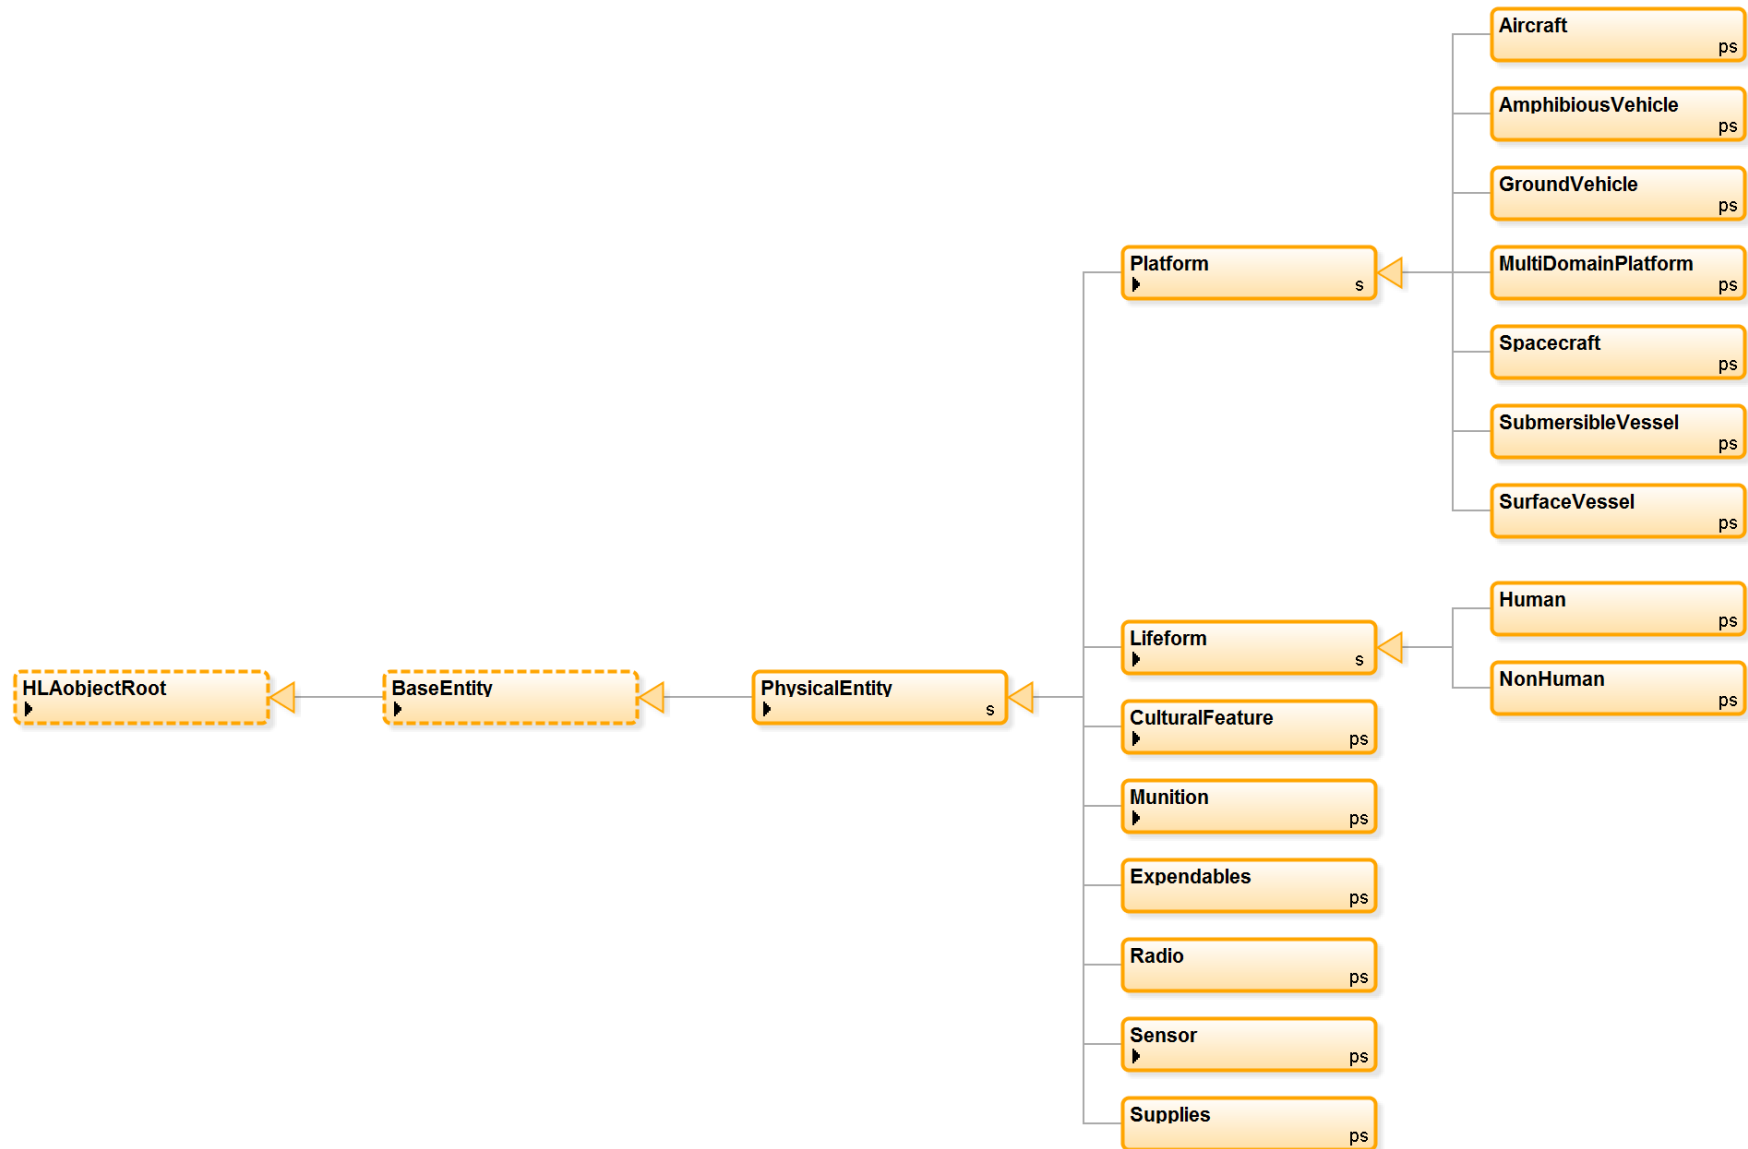 Aircraft
ps
AmphibiousVehicle
ps
GroundVehicle
ps
Platform
s
MultiDomainPlatform
ps
Spacecraft
ps
SubmersibleVessel
ps
SurfaceVessel
ps
Human
ps
Lifeform
s
NonHuman
ps
HLAobjectRoot
BaseEntity
PhysicalEntity
s
CulturalFeature
ps
Munition
ps
Expendables
ps
Radio
ps
Sensor
ps
Supplies
ps